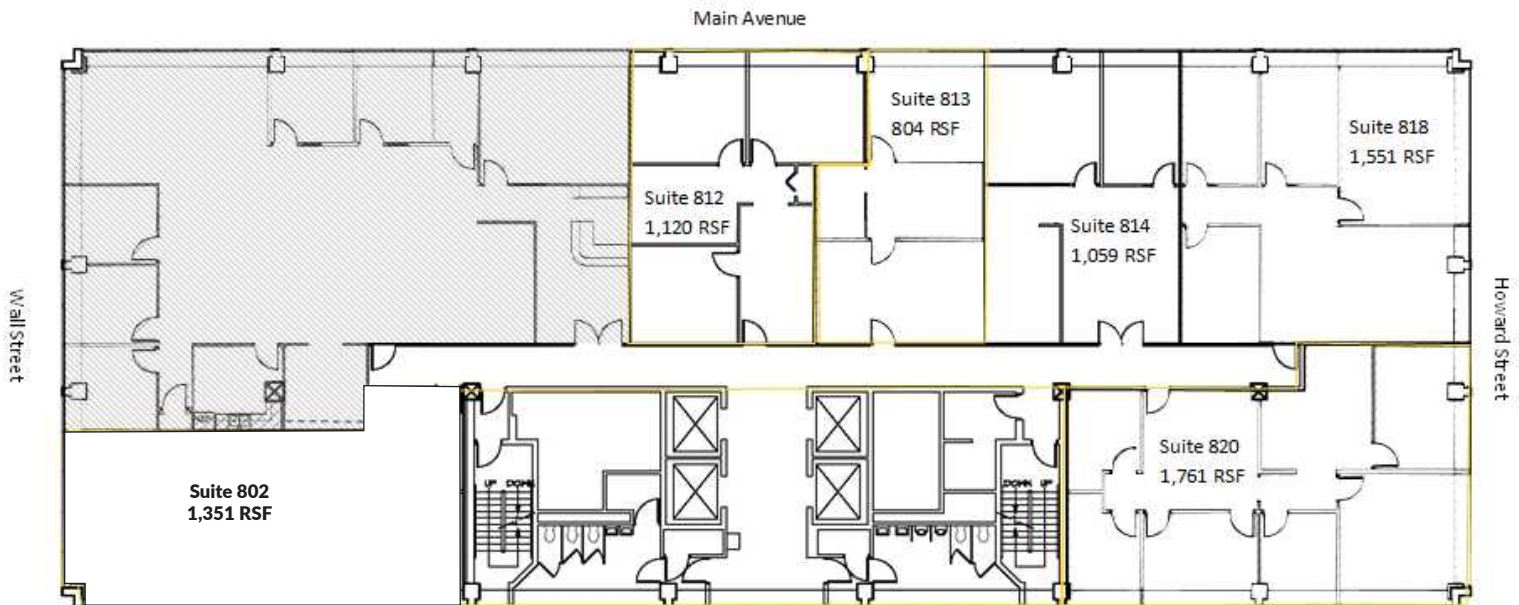 Main Avenue
Suite 813
804 RSF
Suite 818
1,551 RSF
Suite 812
1,120 RSF
Suite 814
1,059 RSF
Wall Street
Howard Street
Suite 820
1,761 RSF
Suite 802
1,351 RSF
UP DOWN
DOWN UP